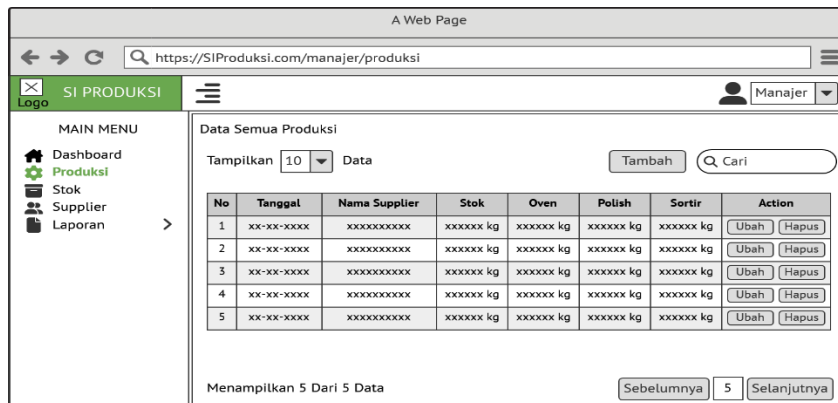 A Web Page
https://SIProduksi.com/manajer/produksi
Logo SI PRODUKSI Manajer
MAIN MENU
Dashboard
Produksi
Stok
Supplier
Laporan
Data Semua Produksi
Tampilkan 10 Data Tambah Cari
No Tanggal Nama Supplier Stok Oven Polish Sortir Action
1 xx-xx-xxxx xxxxxxxxxx xxxxxx kg xxxxxx kg xxxxxx kg xxxxxx kg Ubah Hapus
2 xx-xx-xxxx xxxxxxxxxx xxxxxx kg xxxxxx kg xxxxxx kg xxxxxx kg Ubah Hapus
3 xx-xx-xxxx xxxxxxxxxx xxxxxx kg xxxxxx kg xxxxxx kg xxxxxx kg Ubah Hapus
4 xx-xx-xxxx xxxxxxxxxx xxxxxx kg xxxxxx kg xxxxxx kg xxxxxx kg Ubah Hapus
5 xx-xx-xxxx xxxxxxxxxx xxxxxx kg xxxxxx kg xxxxxx kg xxxxxx kg Ubah Hapus
Menampilkan 5 Dari 5 Data Sebelumnya 5 Selanjutnya